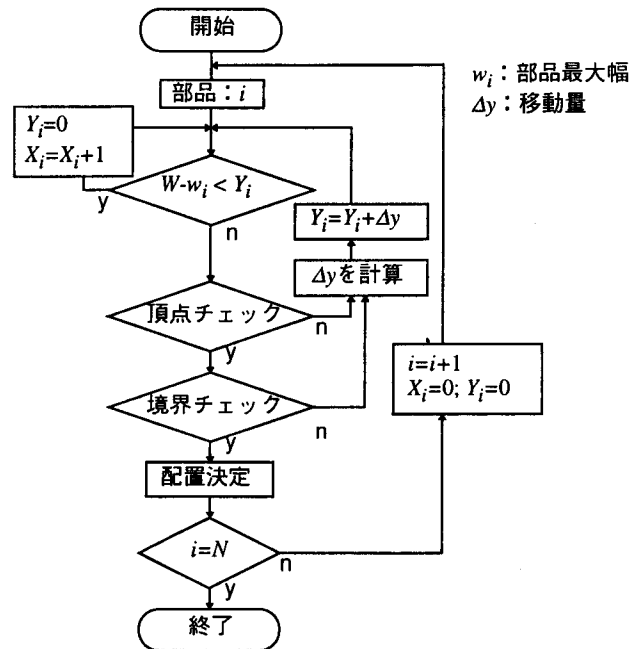 開始
w_i：部品最大幅
Δy：移動量
部品：i
Y_i=0
X_i=X_i+1
W-w_i < Y_i
y
n
Y_i=Y_i+Δy
Δyを計算
頂点チェック
n
y
i=i+1
X_i=0; Y_i=0
境界チェック
n
y
配置決定
i=N
n
y
終了